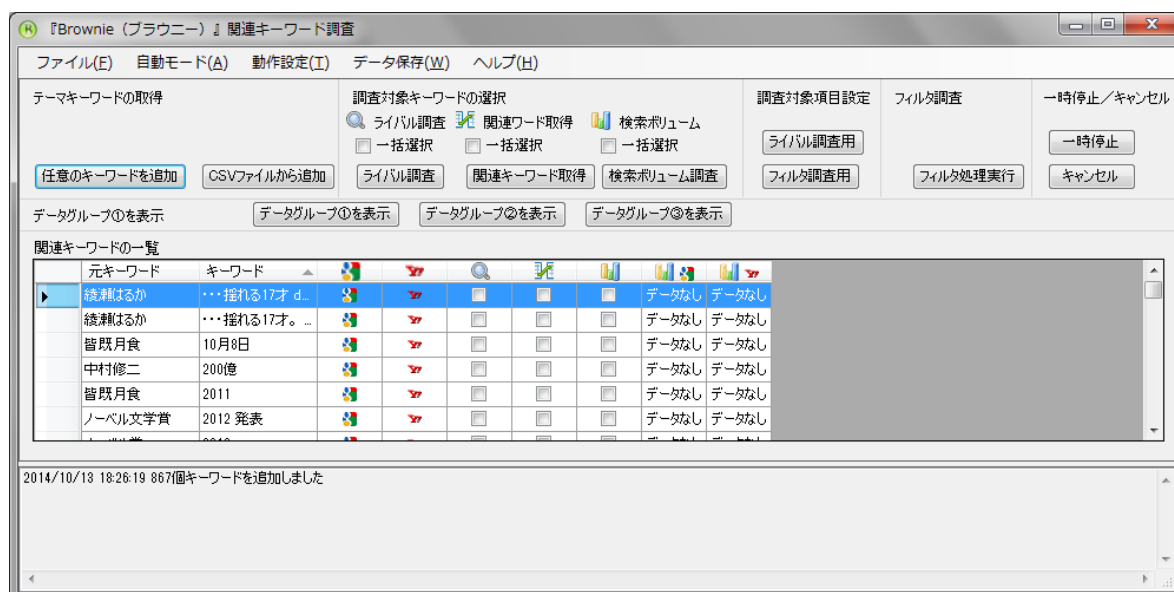 『Brownie（ブラウニー）』関連キーワード調査
ファイル(F) 自動モード(A) 動作設定(T) データ保存(W) ヘルプ(H)
テーマキーワードの取得 調査対象キーワードの選択 調査対象項目設定 フィルタ調査 一時停止／キャンセル
ライバル調査 関連ワード取得 検索ボリューム
一括選択 一括選択 一括選択 ライバル調査用 一時停止
任意のキーワードを追加 CSVファイルから追加 ライバル調査 関連キーワード取得 検索ボリューム調査 フィルタ調査用 フィルタ処理実行 キャンセル
データグループ①を表示 データグループ①を表示 データグループ②を表示 データグループ③を表示
関連キーワードの一覧
元キーワード キーワード
綾瀬はるか ・・・揺れる17才 d... データなし データなし
綾瀬はるか ・・・揺れる17才。 ... データなし データなし
皆既月食 10月8日 データなし データなし
中村修二 200億 データなし データなし
皆既月食 2011 データなし データなし
ノーベル文学賞 2012 発表 データなし データなし
2014/10/13 18:26:19 867個キーワードを追加しました